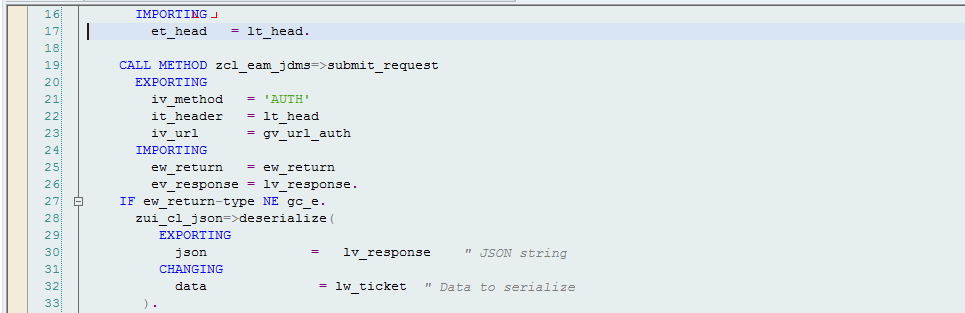 16 IMPORTING
17 et_head = lt_head.
18
19 CALL METHOD zcl_eam_jdms=>submit_request
20 EXPORTING
21 iv_method = 'AUTH'
22 it_header = lt_head
23 iv_url = gv_url_auth
24 IMPORTING
25 ew_return = ew_return
26 ev_response = lv_response.
27 IF ew_return-type NE gc_e.
28 zui_cl_json=>deserialize(
29 EXPORTING
30 json = lv_response " JSON string
31 CHANGING
32 data = lw_ticket " Data to serialize
33 ).